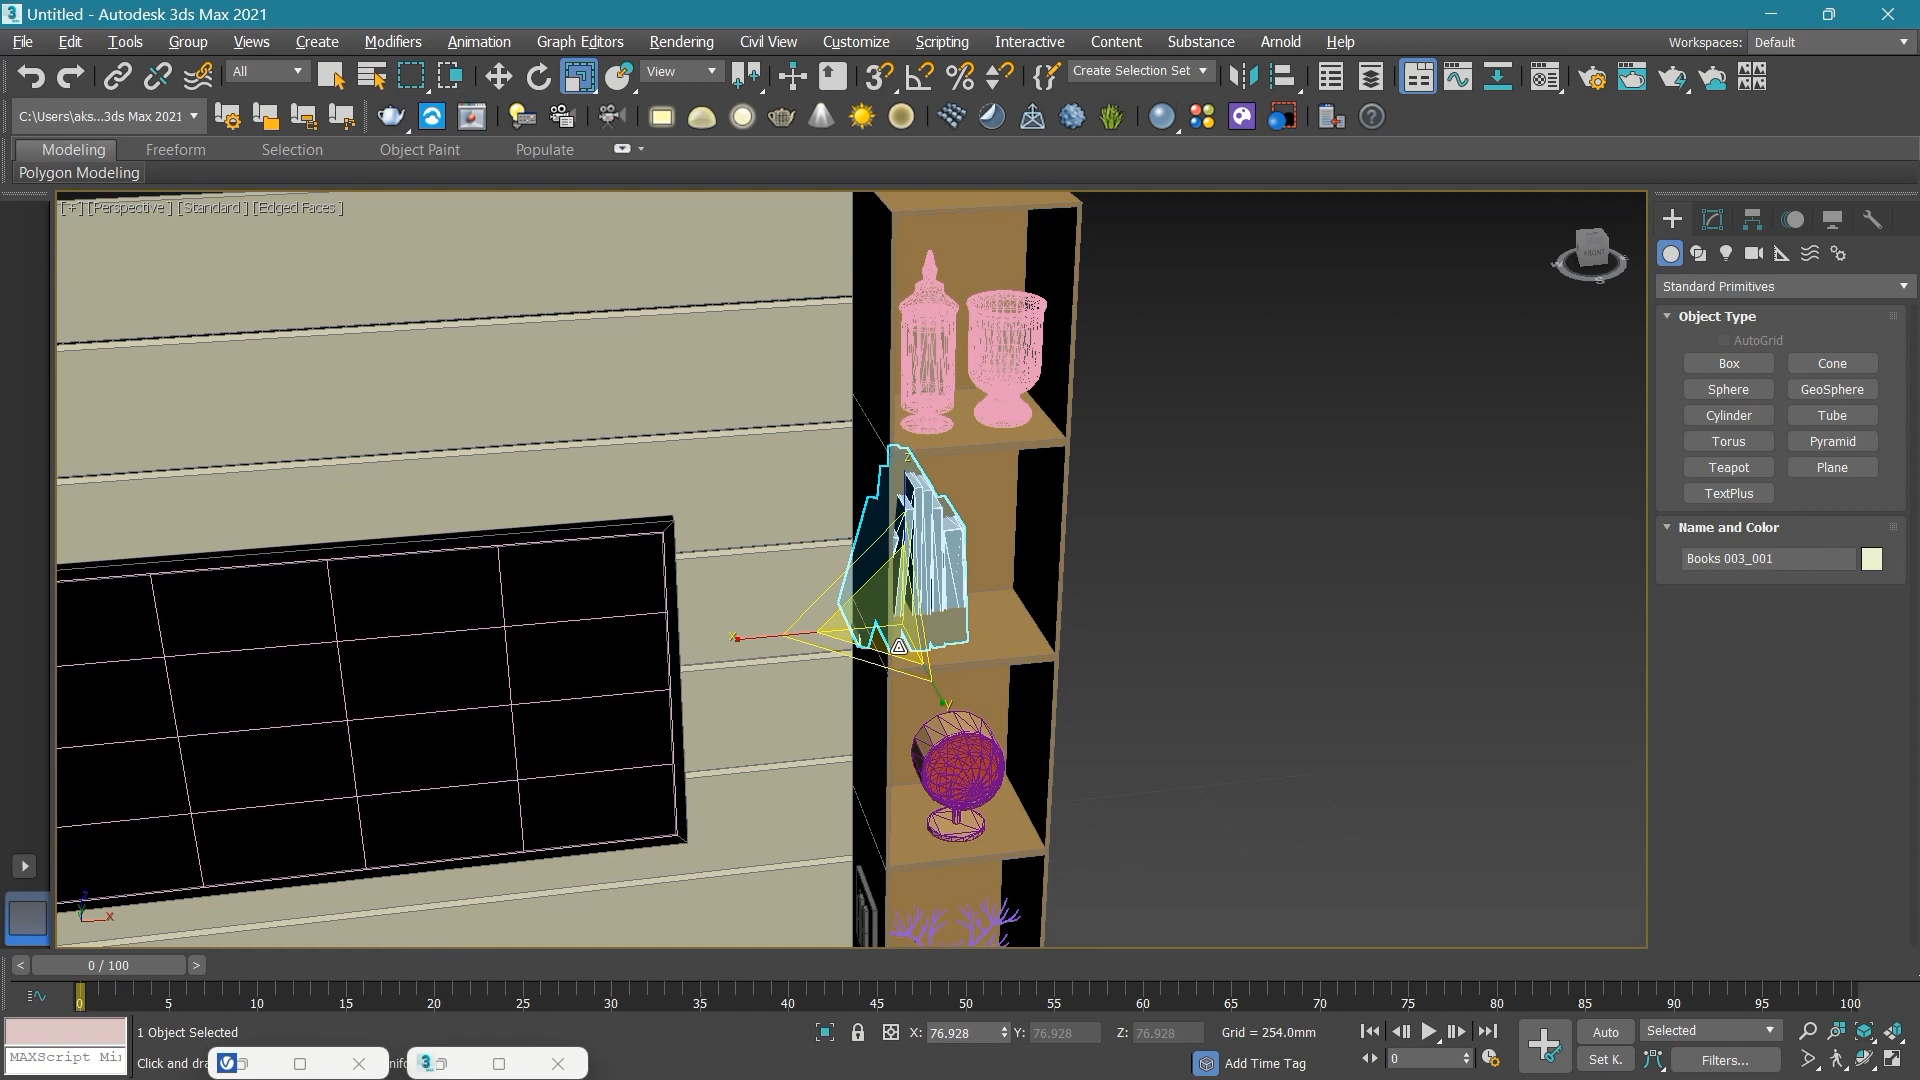 Untitled - Autodesk 3ds Max 2021
File Edit Tools Group Views Create Modifiers Animation Graph Editors Rendering Civil View Customize Scripting Interactive Content Substance Arnold Help Workspaces: Default
All View Create Selection Set
C:\Users\aks...3ds Max 2021
Modeling Freeform Selection Object Paint Populate
Polygon Modeling
[+] [Perspective ] [Standard ] [Edged Faces ]
Standard Primitives
Object Type
AutoGrid
Box Cone
Sphere GeoSphere
Cylinder Tube
Torus Pyramid
Teapot Plane
TextPlus
Name and Color
Books 003_001
FRONT
z
x
y
z
x
< 0 / 100 >
0 5 10 15 20 25 30 35 40 45 50 55 60 65 70 75 80 85 90 95 100
1 Object Selected X: 76.928 Y: 76.928 Z: 76.928 Grid = 254.0mm Auto Selected
MAXScript Mi Click and dra Add Time Tag 0 Set K. Filters...